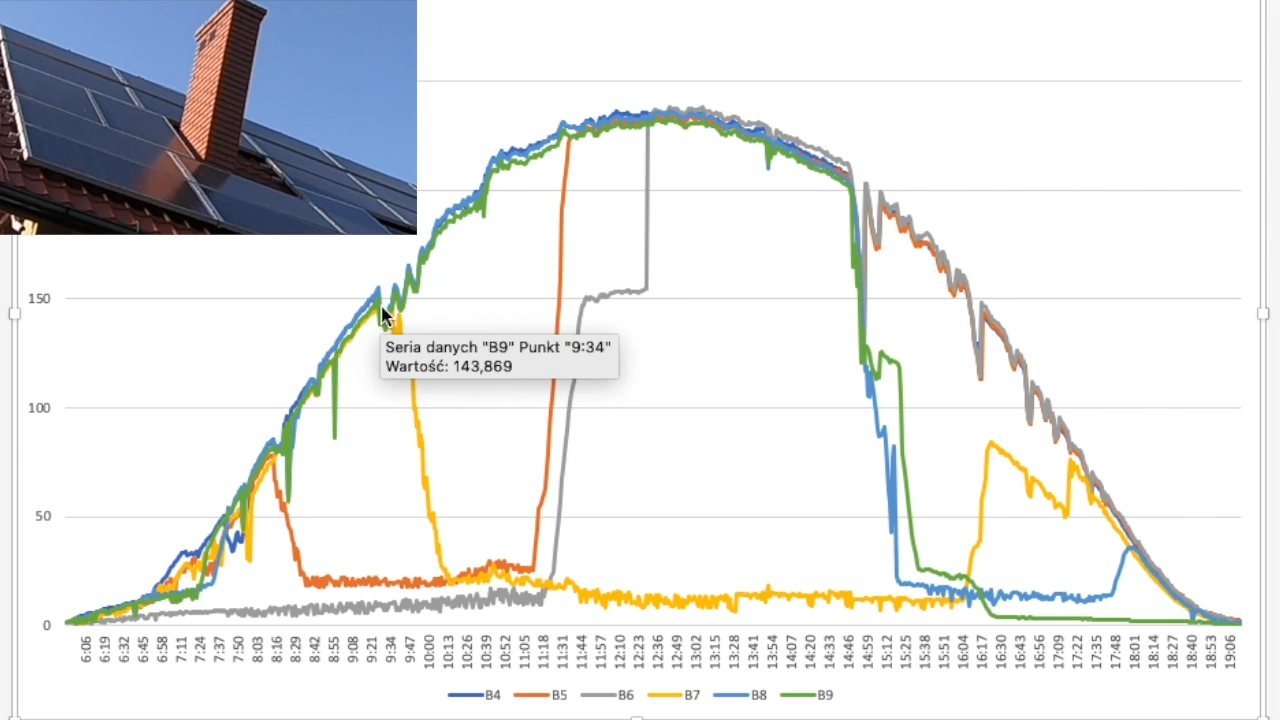 150
100
50
0
Seria danych "B9" Punkt "9:34"
Wartość: 143,869
6:06 6:19 6:32 6:45 6:58 7:11 7:24 7:37 7:50 8:03 8:16 8:29 8:42 8:55 9:08 9:21 9:34 9:47 10:00 10:13 10:26 10:39 10:52 11:05 11:18 11:31 11:44 11:57 12:10 12:23 12:36 12:49 13:02 13:15 13:28 13:41 13:54 14:07 14:20 14:33 14:46 14:59 15:12 15:25 15:38 15:51 16:04 16:17 16:30 16:43 16:56 17:09 17:22 17:35 17:48 18:01 18:14 18:27 18:40 18:53 19:06
B4 B5 B6 B7 B8 B9